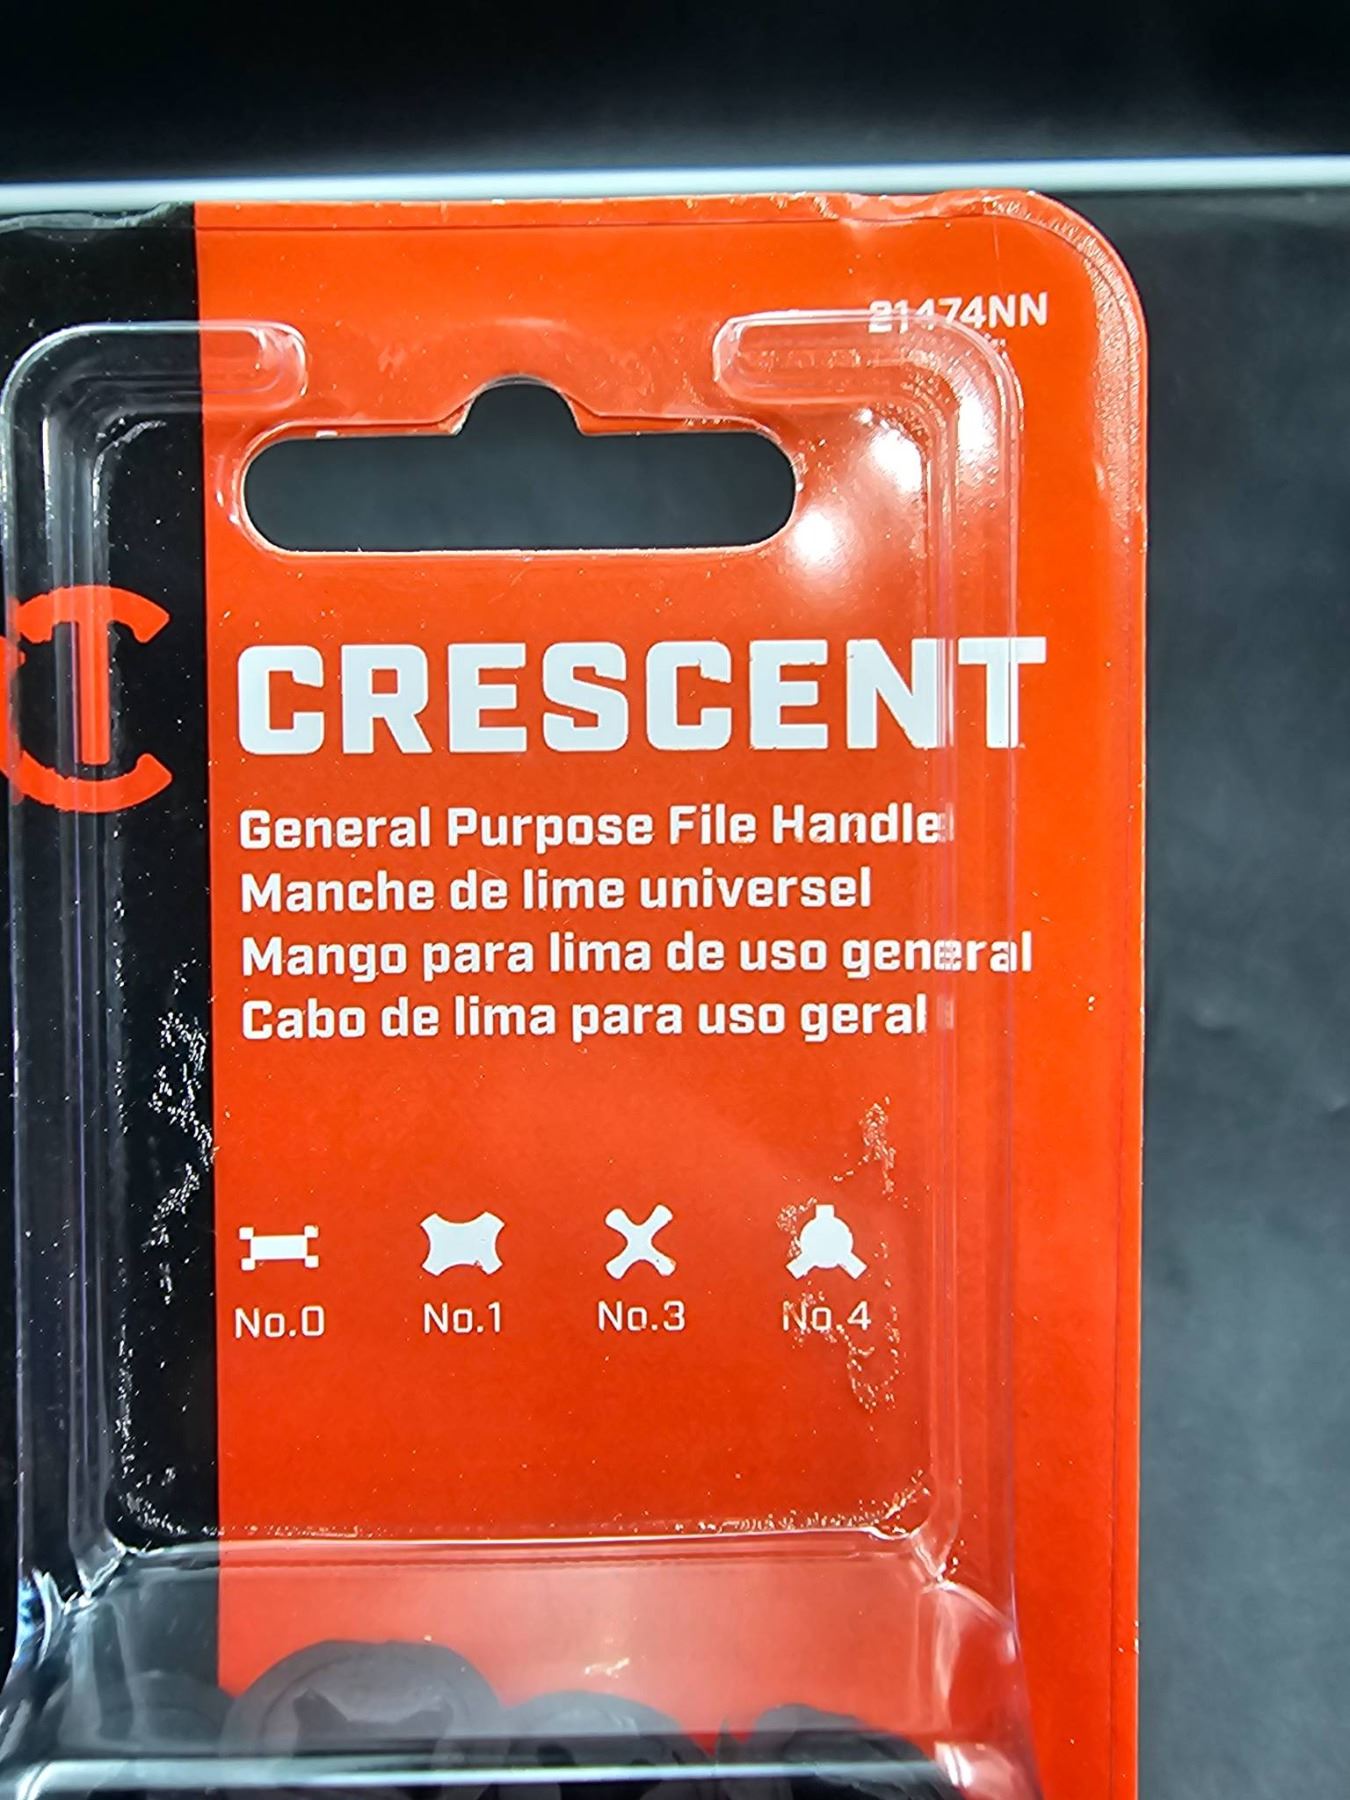 21474NN
CRESCENT
General Purpose File Handle
Manche de lime universel
Mango para lima de uso general
Cabo de lima para uso geral
No.0 No.1 No.3 No.4